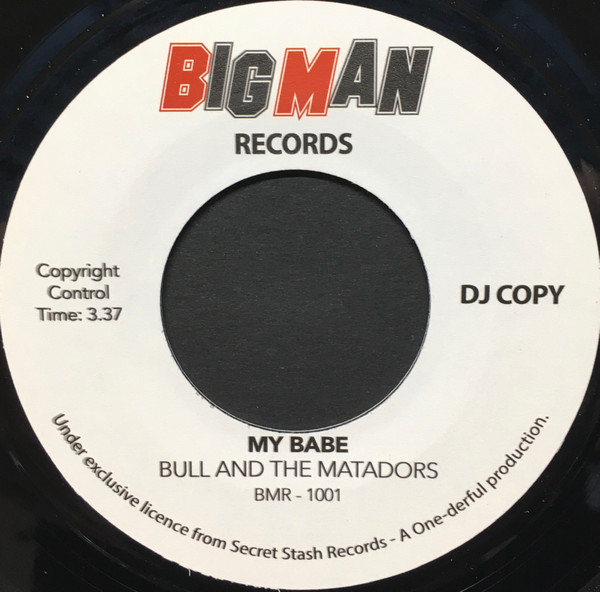 BIGMAN
RECORDS
Copyright
Control
Time: 3.37
DJ COPY
MY BABE
BULL AND THE MATADORS
BMR - 1001
Under exclusive licence from Secret Stash Records - A One-derful production.